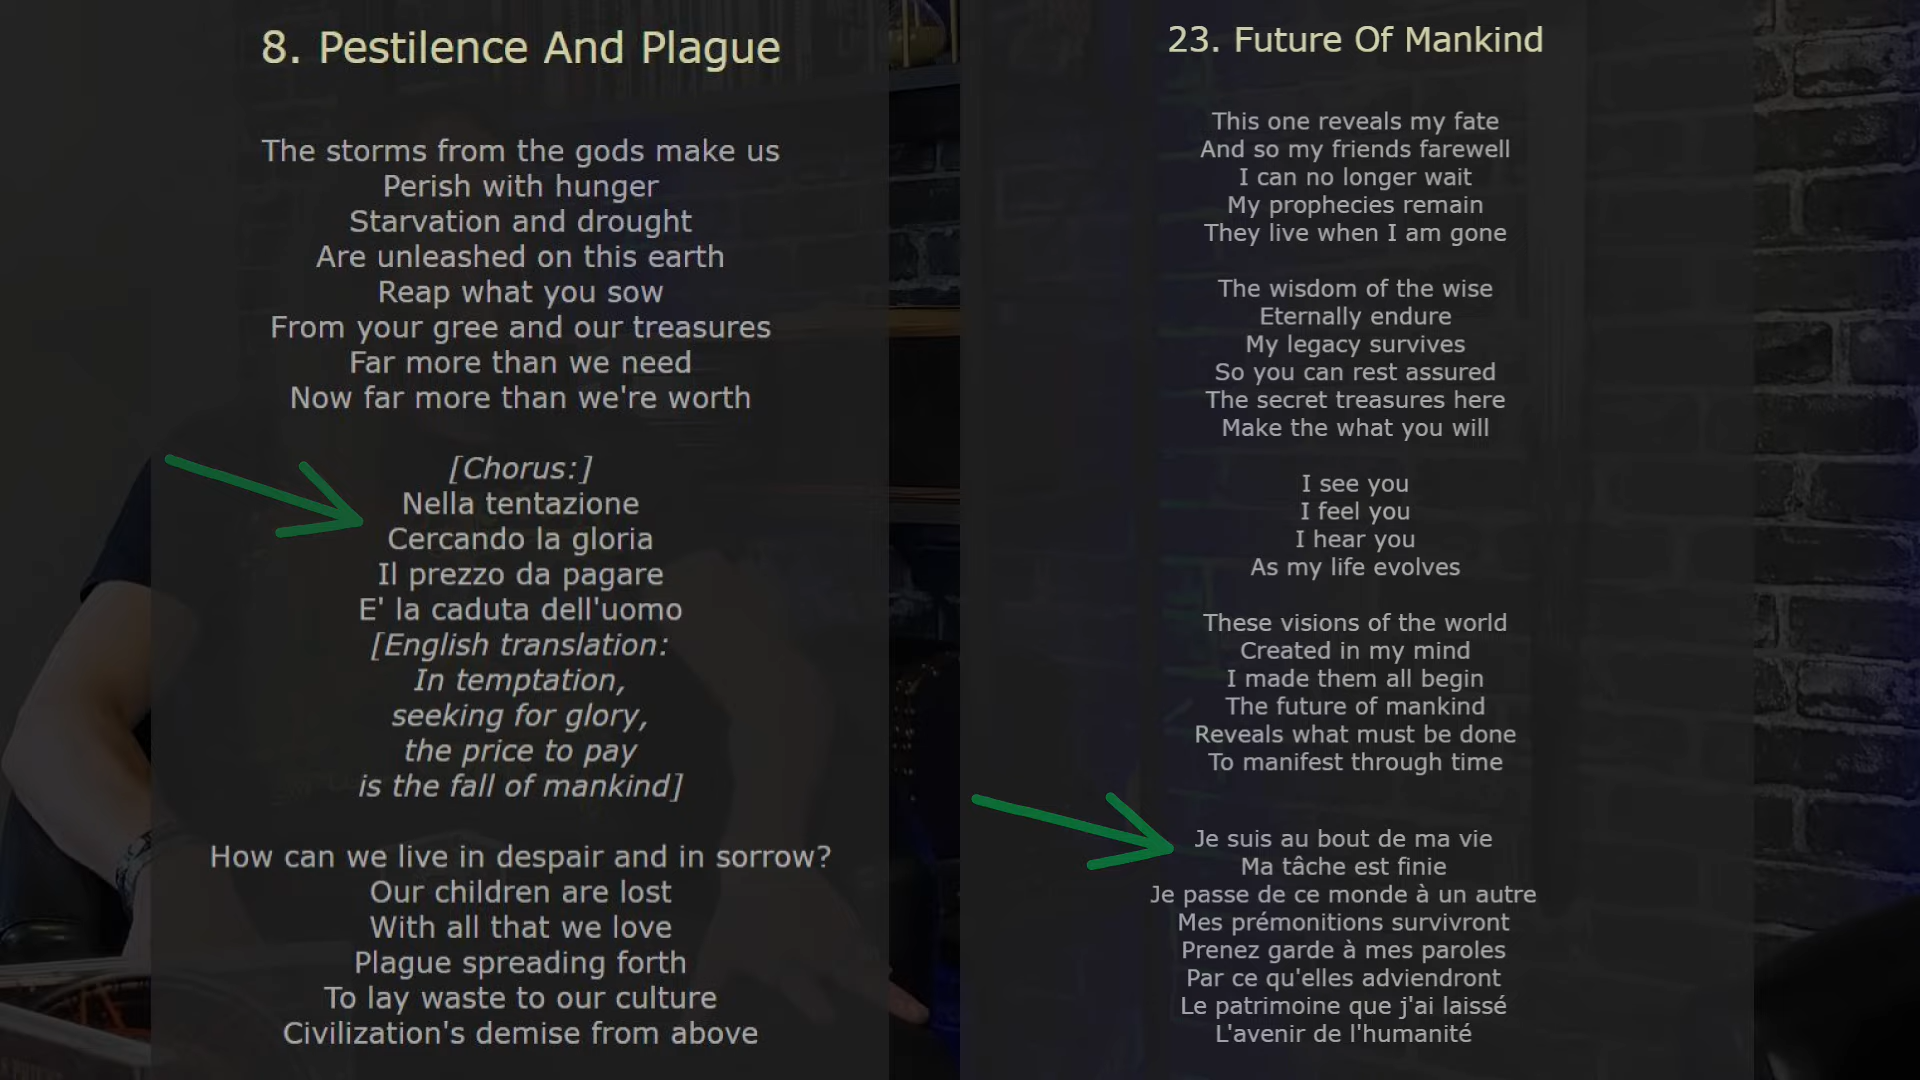 8. Pestilence And Plague
The storms from the gods make us
Perish with hunger
Starvation and drought
Are unleashed on this earth
Reap what you sow
From your gree and our treasures
Far more than we need
Now far more than we're worth
[Chorus:]
Nella tentazione
Cercando la gloria
Il prezzo da pagare
E' la caduta dell'uomo
[English translation:
In temptation,
seeking for glory,
the price to pay
is the fall of mankind]
How can we live in despair and in sorrow?
Our children are lost
With all that we love
Plague spreading forth
To lay waste to our culture
Civilization's demise from above
23. Future Of Mankind
This one reveals my fate
And so my friends farewell
I can no longer wait
My prophecies remain
They live when I am gone
The wisdom of the wise
Eternally endure
My legacy survives
So you can rest assured
The secret treasures here
Make the what you will
I see you
I feel you
I hear you
As my life evolves
These visions of the world
Created in my mind
I made them all begin
The future of mankind
Reveals what must be done
To manifest through time
Je suis au bout de ma vie
Ma tâche est finie
Je passe de ce monde à un autre
Mes prémonitions survivront
Prenez garde à mes paroles
Par ce qu'elles adviendront
Le patrimoine que j'ai laissé
L'avenir de l'humanité